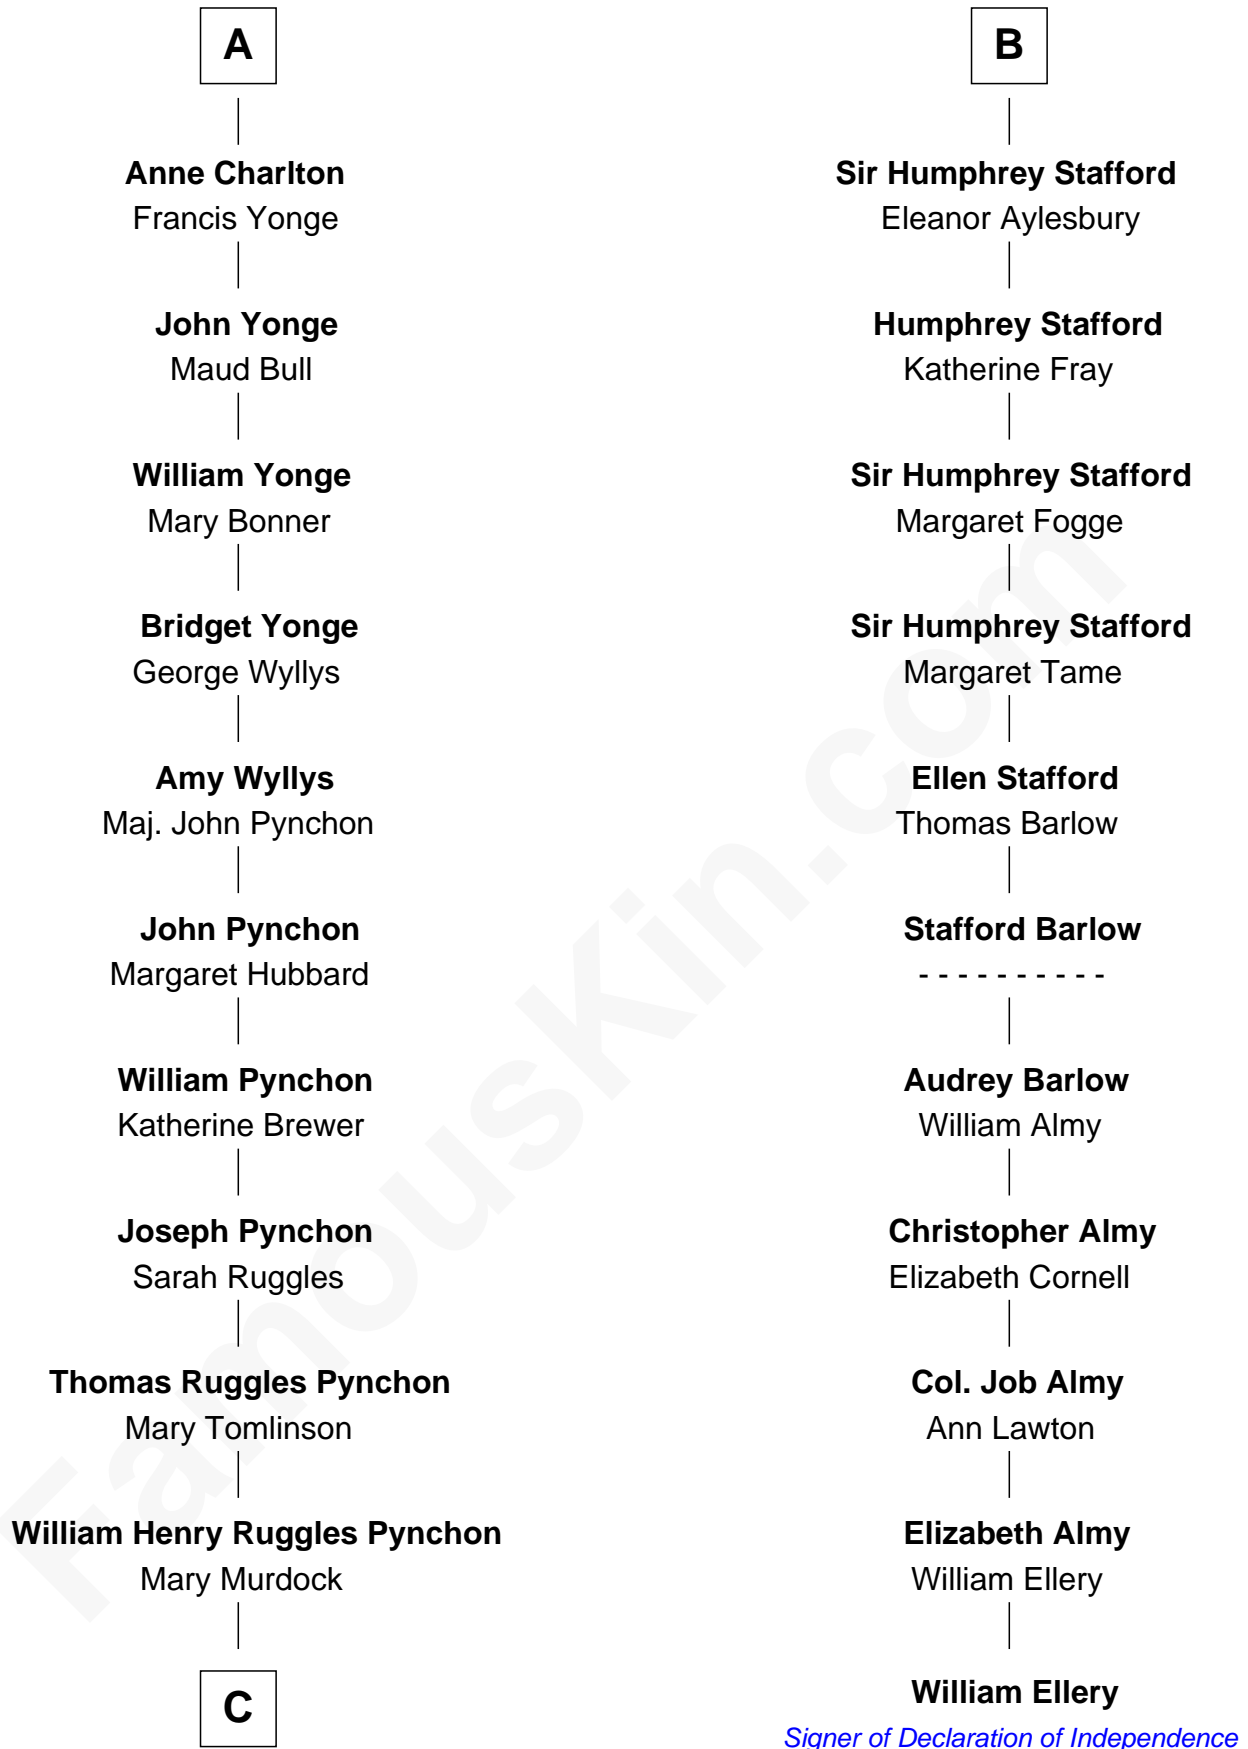 A
Anne Charlton
Francis Yonge
John Yonge
Maud Bull
William Yonge
Mary Bonner
Bridget Yonge
George Wyllys
Amy Wyllys
Maj. John Pynchon
John Pynchon
Margaret Hubbard
William Pynchon
Katherine Brewer
Joseph Pynchon
Sarah Ruggles
Thomas Ruggles Pynchon
Mary Tomlinson
William Henry Ruggles Pynchon
Mary Murdock
C
B
Sir Humphrey Stafford
Eleanor Aylesbury
Humphrey Stafford
Katherine Fray
Sir Humphrey Stafford
Margaret Fogge
Sir Humphrey Stafford
Margaret Tame
Ellen Stafford
Thomas Barlow
Stafford Barlow
- - - - - - - - - -
Audrey Barlow
William Almy
Christopher Almy
Elizabeth Cornell
Col. Job Almy
Ann Lawton
Elizabeth Almy
William Ellery
William Ellery
Signer of Declaration of Independence
FamousKin.com